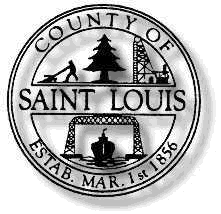 COUNTY OF
SAINT LOUIS
ESTAB. MAR. 1st 1856